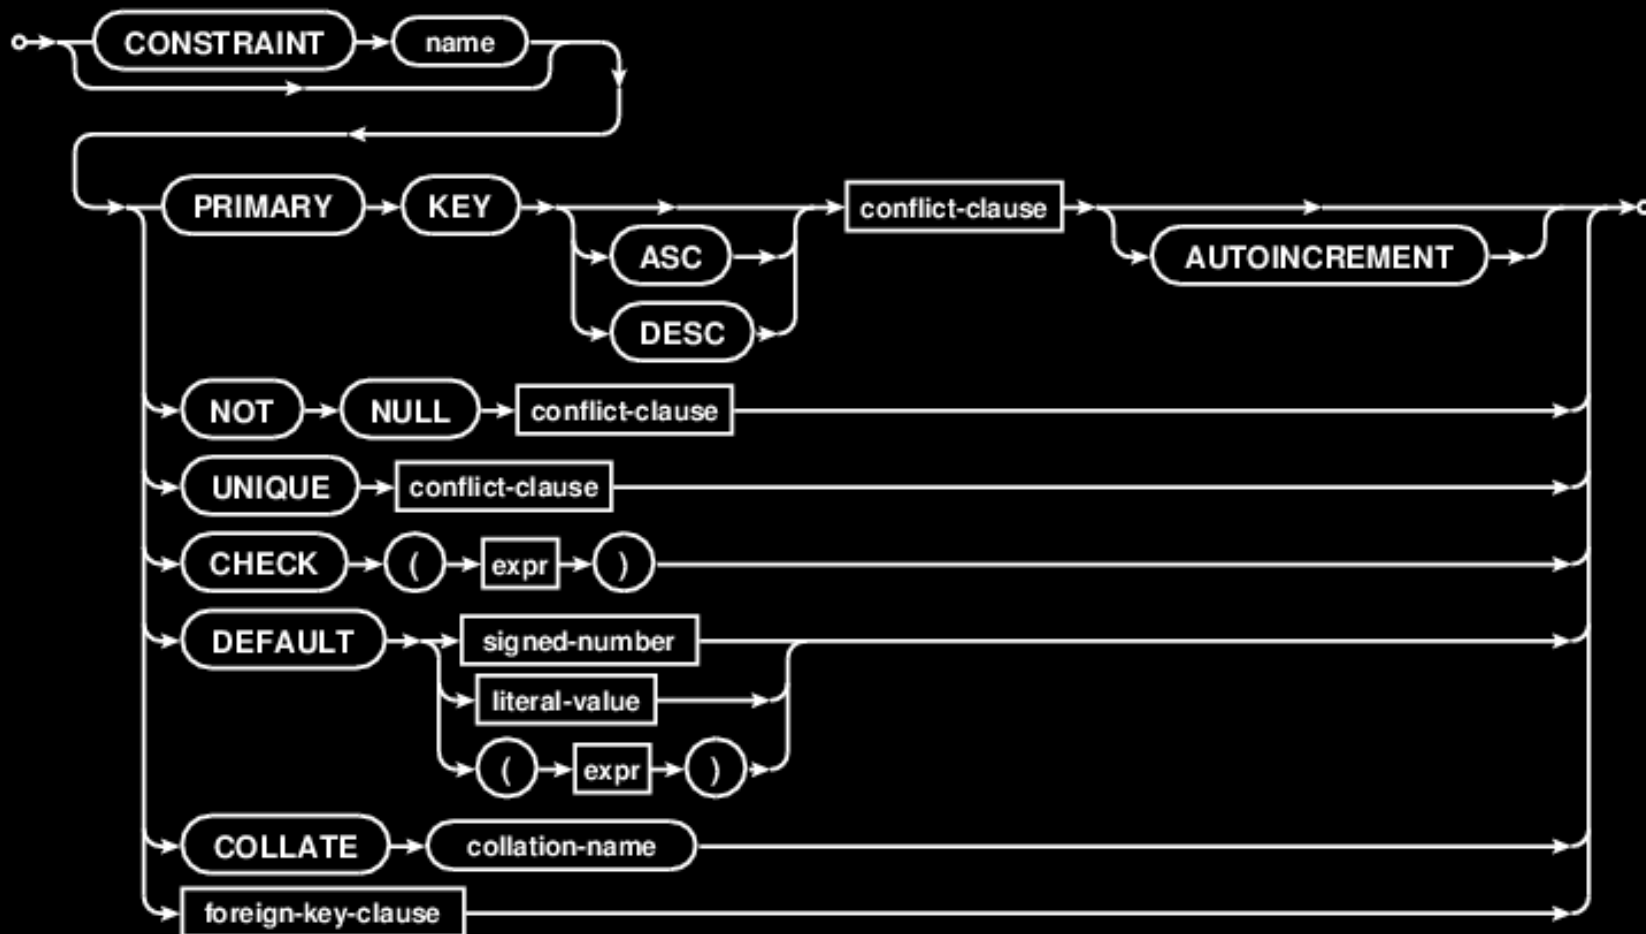 CONSTRAINT name
PRIMARY KEY conflict-clause
ASC AUTOINCREMENT
DESC
NOT NULL conflict-clause
UNIQUE conflict-clause
CHECK ( expr )
DEFAULT signed-number
literal-value
( expr )
COLLATE collation-name
foreign-key-clause